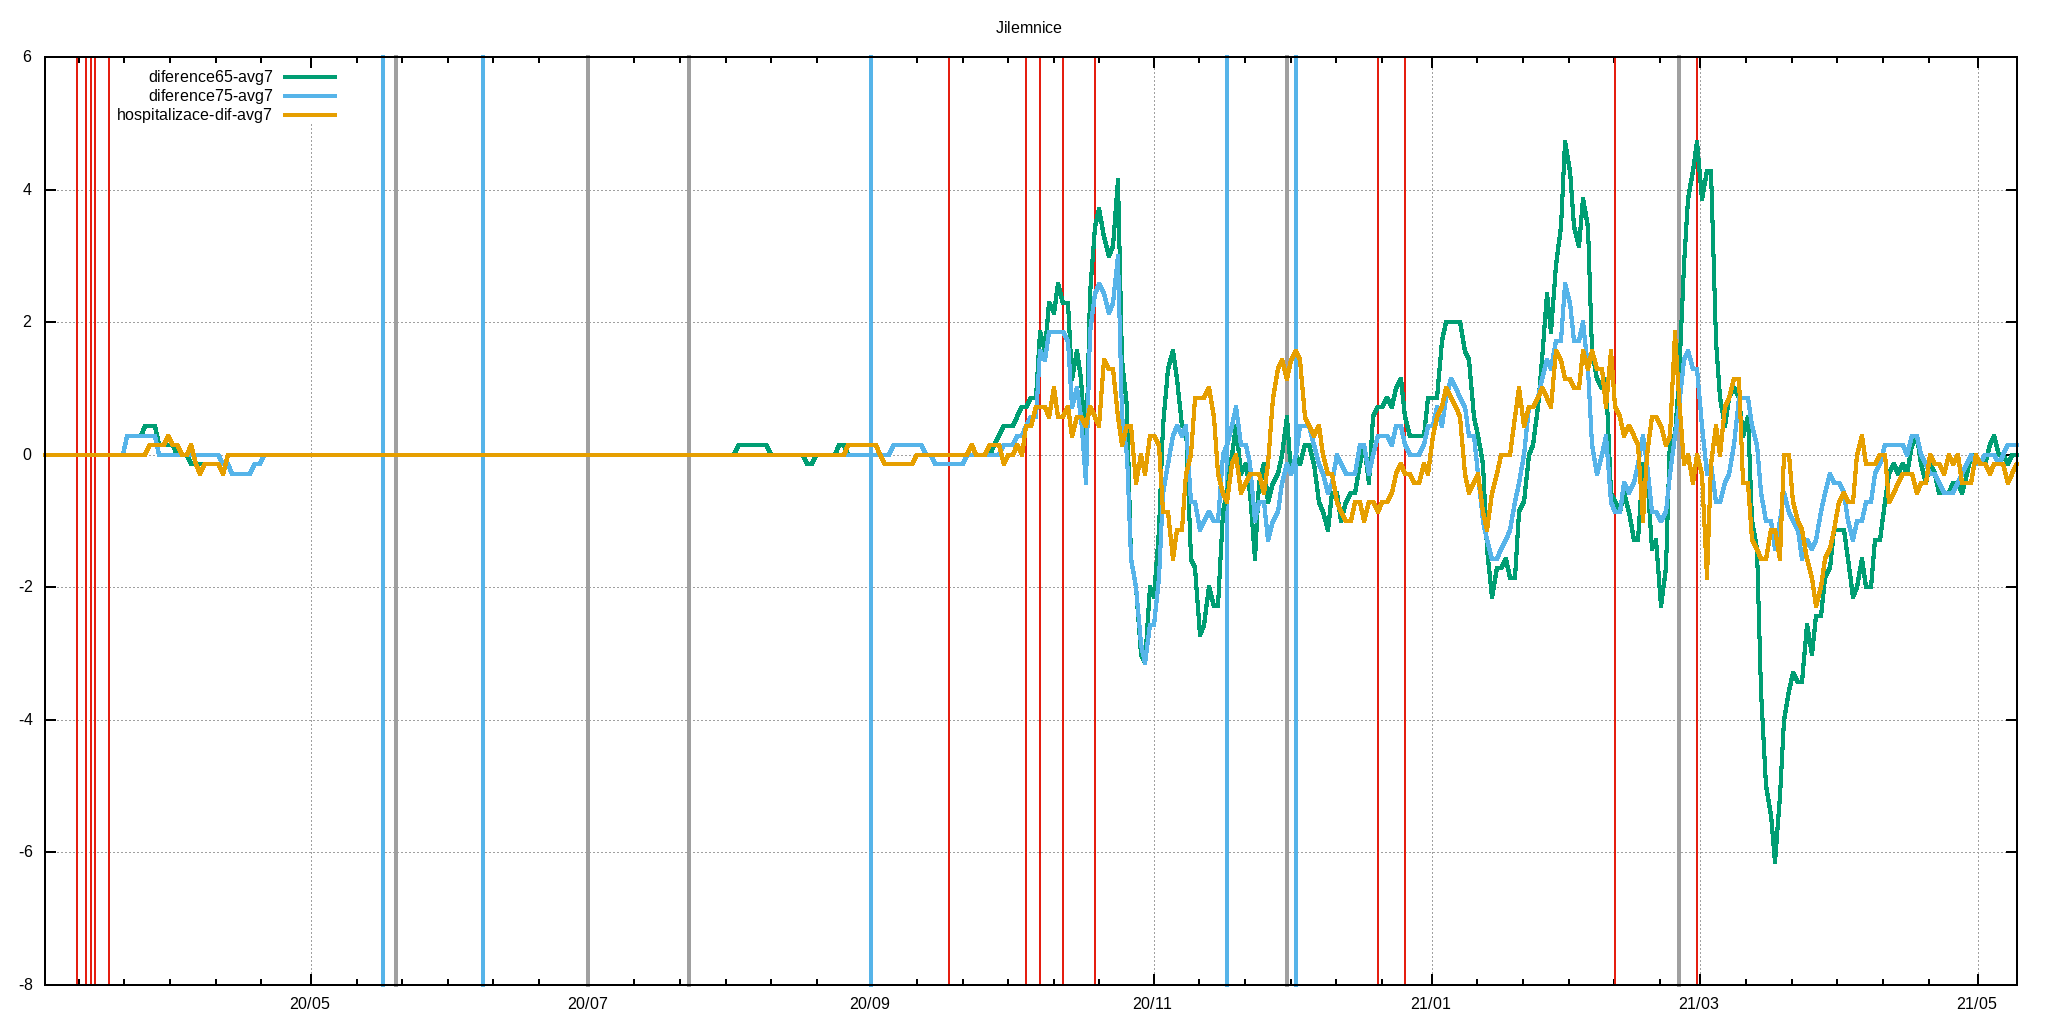 Jilemnice
6
diference65-avg7
diference75-avg7
hospitalizace-dif-avg7
4
2
0
-2
-4
-6
-8
20/05 20/07 20/09 20/11 21/01 21/03 21/05